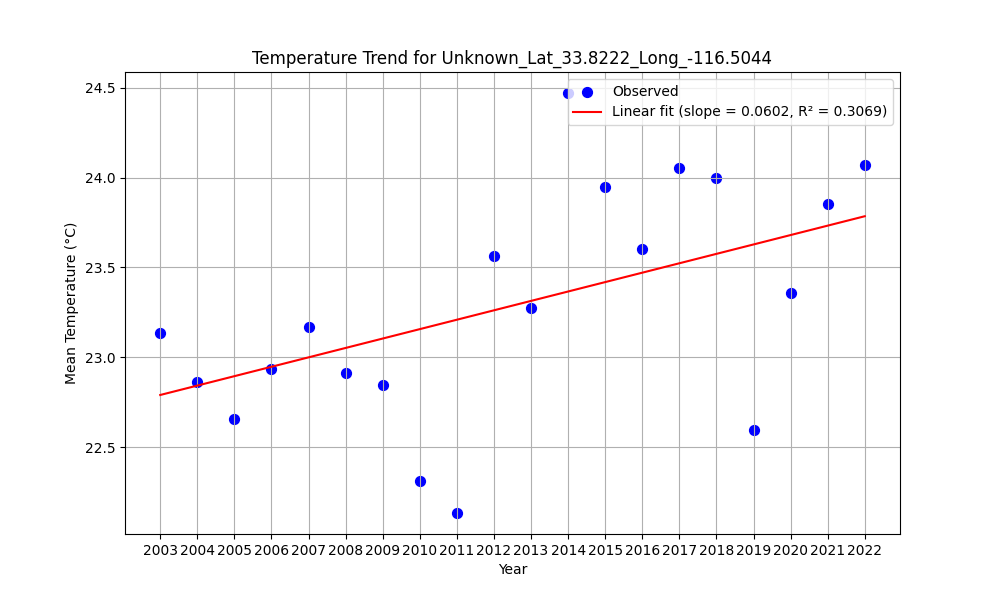 Temperature Trend for Unknown_Lat_33.8222_Long_-116.5044
Observed
Linear fit (slope = 0.0602, R² = 0.3069)
Mean Temperature (°C)
24.5
24.0
23.5
23.0
22.5
2003 2004 2005 2006 2007 2008 2009 2010 2011 2012 2013 2014 2015 2016 2017 2018 2019 2020 2021 2022
Year